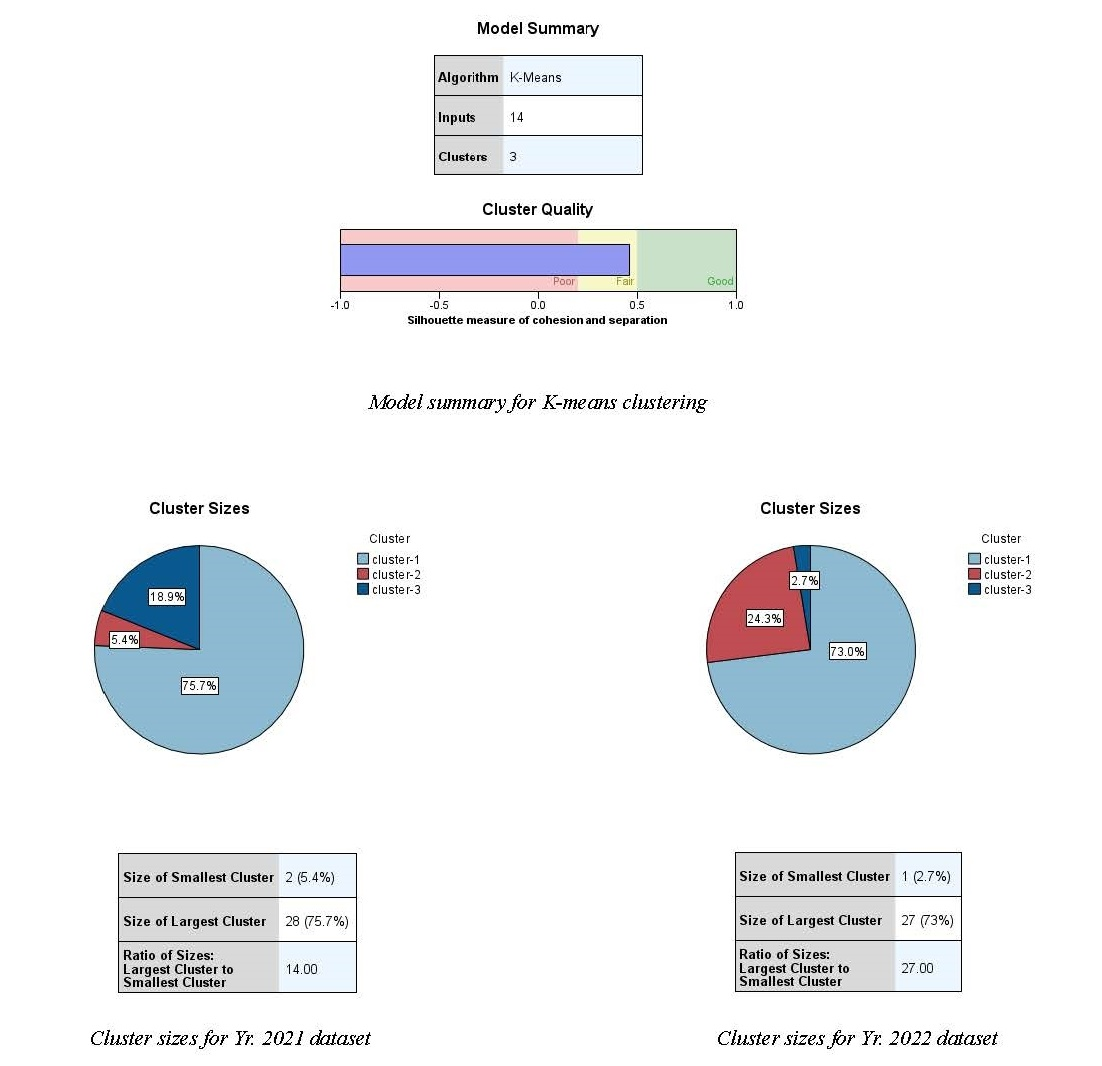 Model Summary
Algorithm K-Means
Inputs 14
Clusters 3
Cluster Quality
Poor Fair Good
-1.0 -0.5 0.0 0.5 1.0
Silhouette measure of cohesion and separation
Model summary for K-means clustering
Cluster Sizes
Cluster
cluster-1
cluster-2
cluster-3
18.9%
5.4%
75.7%
Size of Smallest Cluster 2 (5.4%)
Size of Largest Cluster 28 (75.7%)
Ratio of Sizes:
Largest Cluster to
Smallest Cluster
14.00
Cluster sizes for Yr. 2021 dataset
Cluster Sizes
Cluster
cluster-1
cluster-2
cluster-3
2.7%
24.3%
73.0%
Size of Smallest Cluster 1 (2.7%)
Size of Largest Cluster 27 (73%)
Ratio of Sizes:
Largest Cluster to
Smallest Cluster
27.00
Cluster sizes for Yr. 2022 dataset